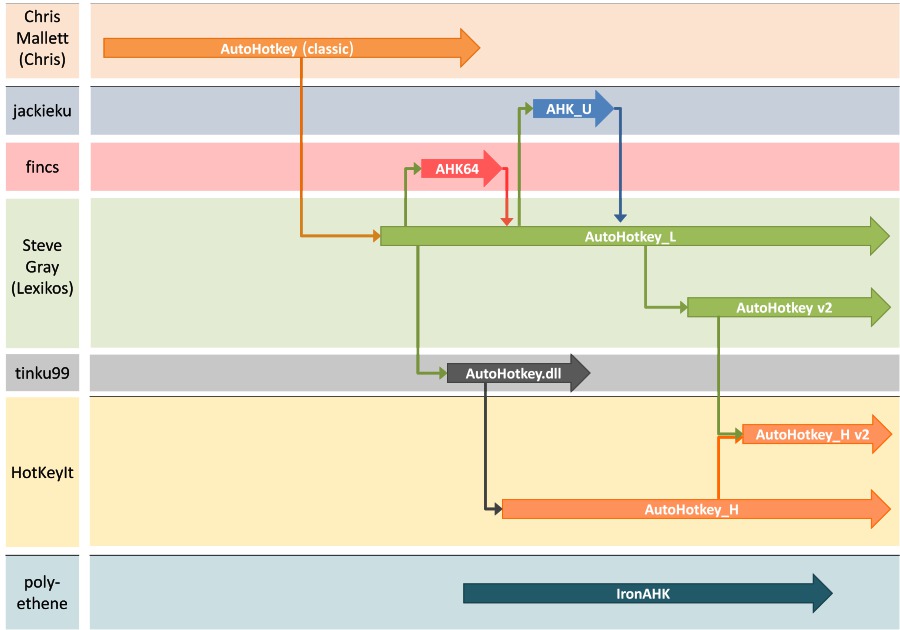 Chris
Mallett
(Chris)
AutoHotkey (classic)
jackieku
AHK_U
fincs
AHK64
Steve
Gray
(Lexikos)
AutoHotkey_L
AutoHotkey v2
tinku99
AutoHotkey.dll
HotKeyIt
AutoHotkey_H v2
AutoHotkey_H
poly-
ethene
IronAHK